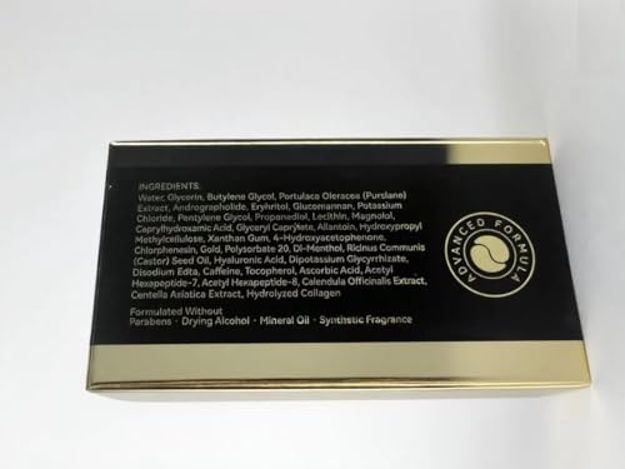 INGREDIENTS:
Water, Glycerin, Butylene Glycol, Portulaca Oleracea (Purslane)
Extract, Andrographolide, Erythritol, Glucomannan, Potassium
Chloride, Pentylene Glycol, Propanediol, Lecithin, Magnolol,
Caprylhydroxamic Acid, Glyceryl Caprylate, Allantoin, Hydroxypropyl
Methylcellulose, Xanthan Gum, 4-Hydroxyacetophenone,
Chlorphenesin, Gold, Polysorbate 20, DI-Menthol, Ricinus Communis
(Castor) Seed Oil, Hyaluronic Acid, Dipotassium Glycyrrhizate,
Disodium Edta, Caffeine, Tocopherol, Ascorbic Acid, Acetyl
Hexapeptide-7, Acetyl Hexapeptide-8, Calendula Officinalis Extract,
Centella Asiatica Extract, Hydrolyzed Collagen
Formulated Without
Parabens · Drying Alcohol · Mineral Oil · Synthetic Fragrance
ADVANCED FORMULA